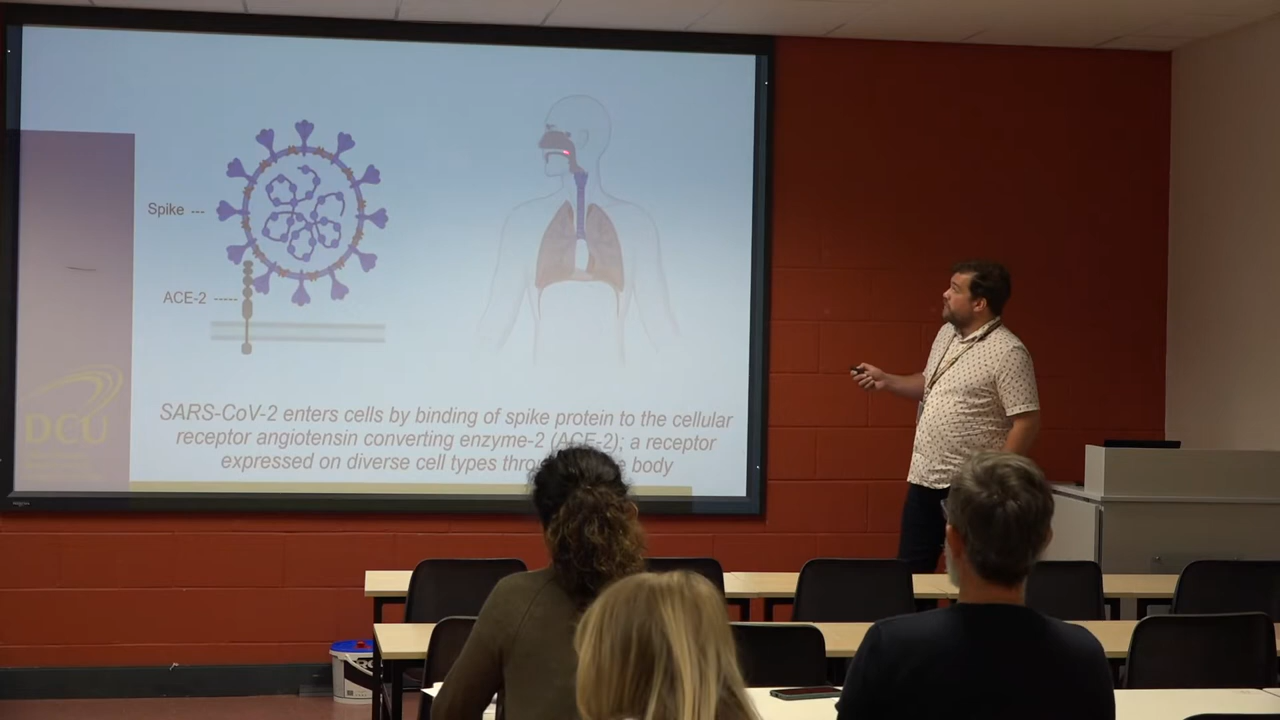 Spike ---
ACE-2 -----
SARS-CoV-2 enters cells by binding of spike protein to the cellular
receptor angiotensin converting enzyme-2 (ACE-2); a receptor
expressed on diverse cell types body
DCU